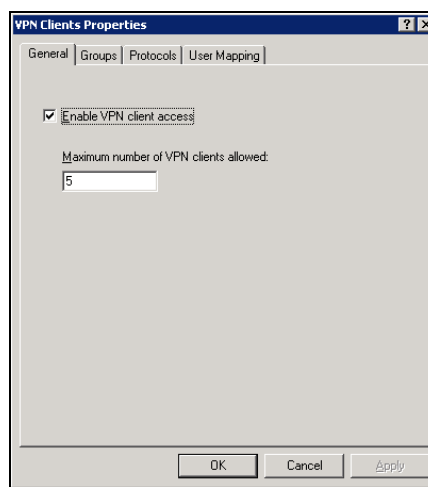 VPN Clients Properties
General Groups Protocols User Mapping
Enable VPN client access
Maximum number of VPN clients allowed:
5
OK Cancel Apply